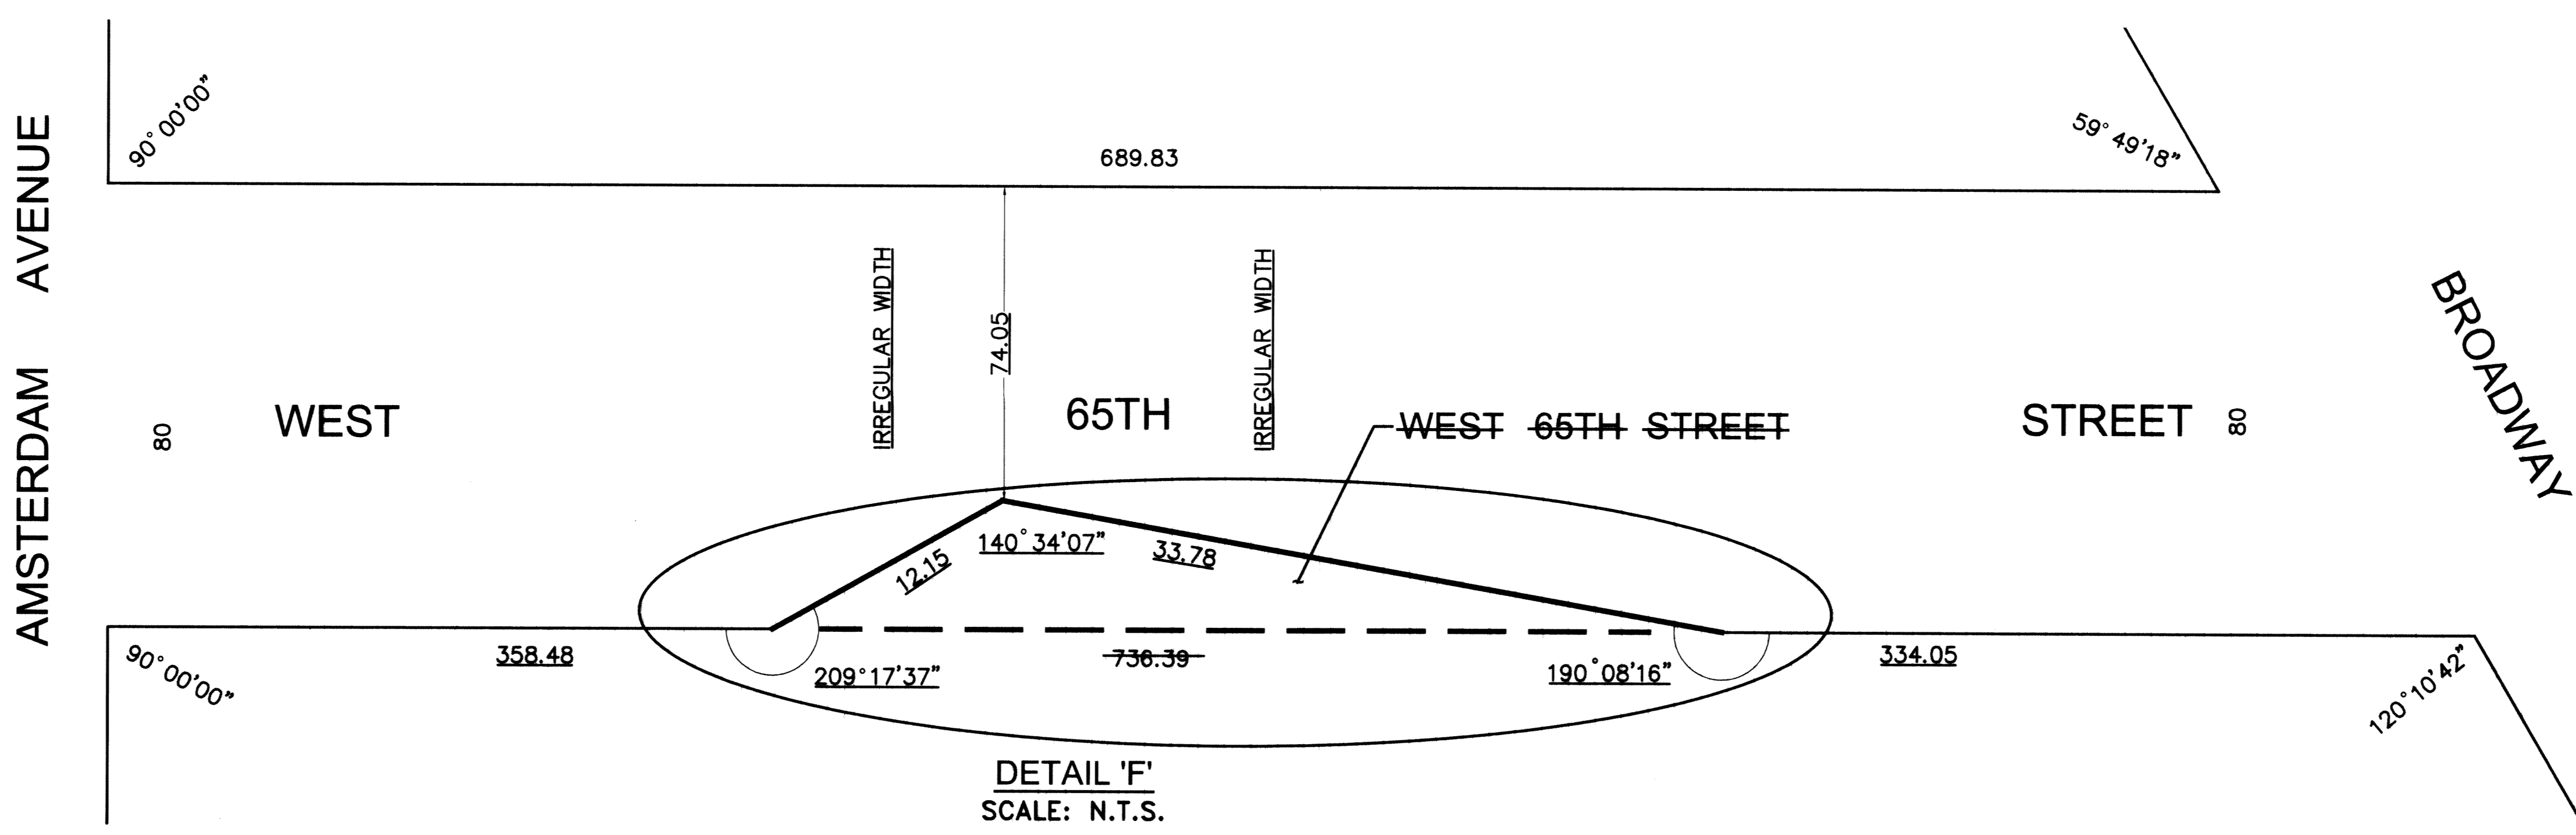 AMSTERDAM AVENUE
90°00'00"
689.83
59°49'18"
IRREGULAR WIDTH
74.05
IRREGULAR WIDTH
BROADWAY
80
WEST
65TH
WEST 65TH STREET
STREET
80
140°34'07"
12.15
33.78
90°00'00"
358.48
209°17'37"
736.39
190°08'16"
334.05
120°10'42"
DETAIL 'F'
SCALE: N.T.S.